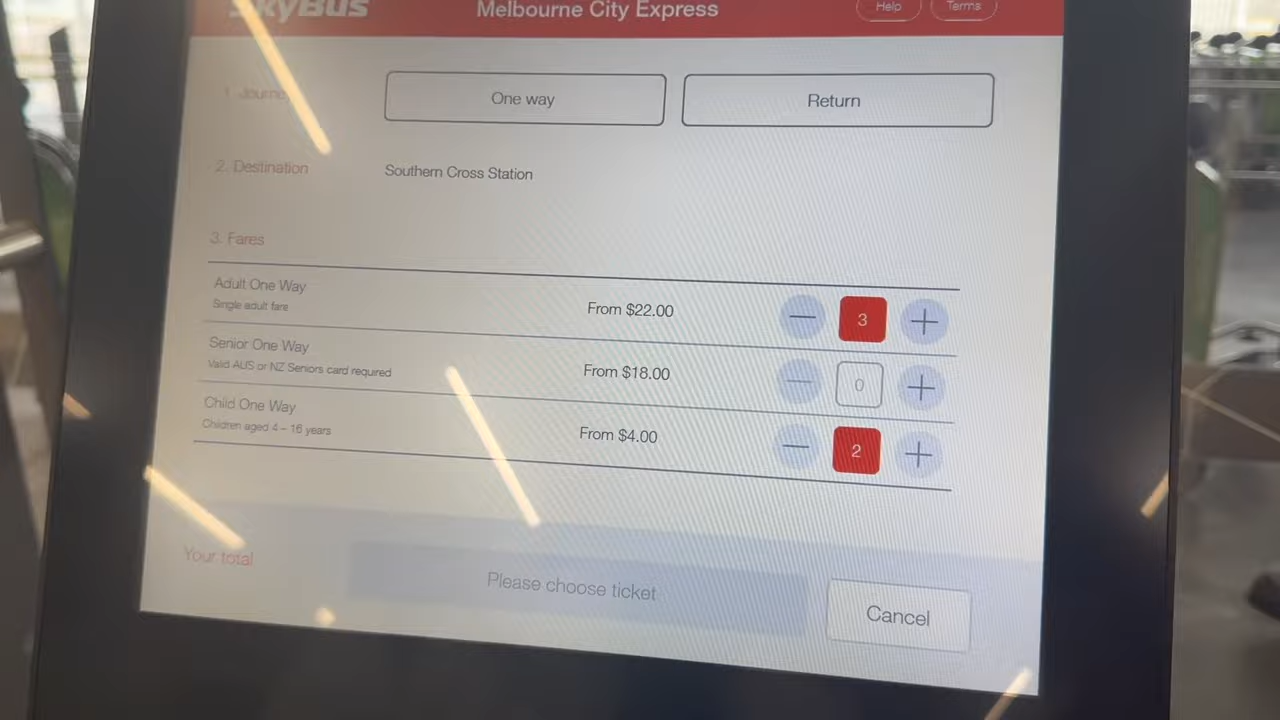 SkyBus
Melbourne City Express
Help
Terms
1. Journey
One way
Return
2. Destination
Southern Cross Station
3. Fares
Adult One Way
Single adult fare
From $22.00
3
Senior One Way
Valid AUS or NZ Seniors card required
From $18.00
0
Child One Way
Children aged 4 – 16 years
From $4.00
2
Your total
Please choose ticket
Cancel